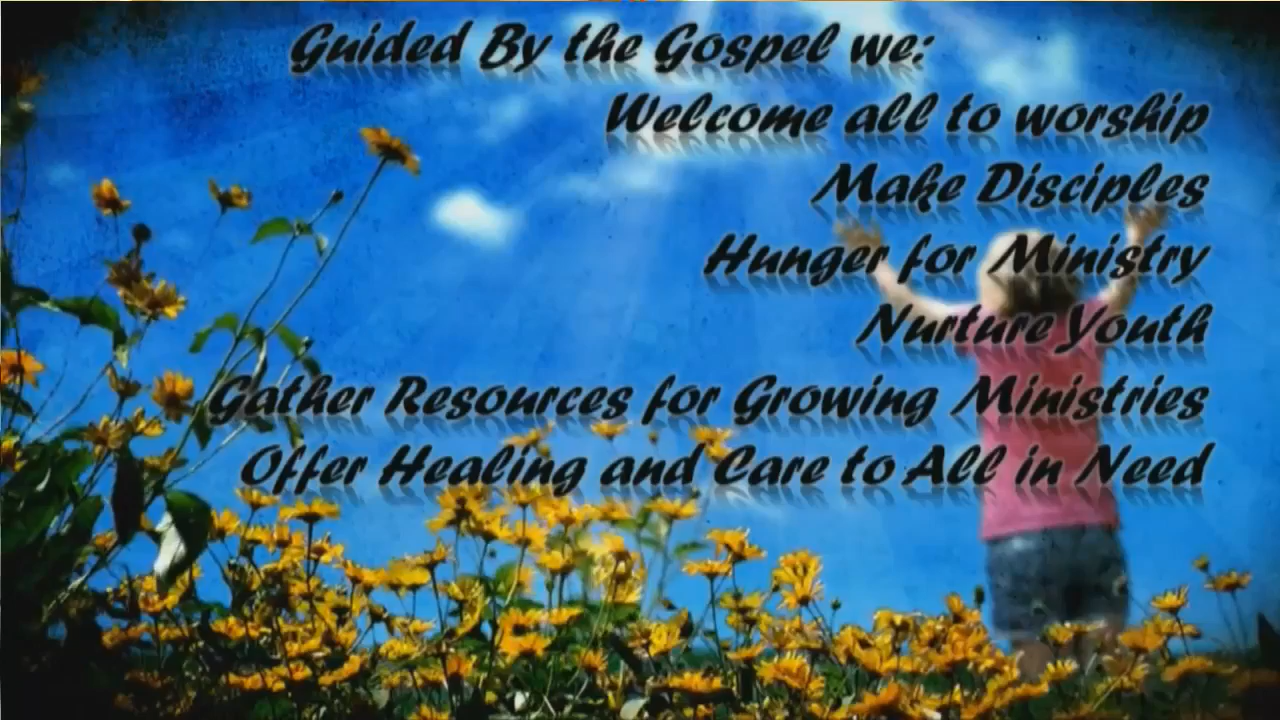 Guided By the Gospel we:
Welcome all to worship
Make Disciples
Hunger for Ministry
Nurture Youth
Gather Resources for Growing Ministries
Offer Healing and Care to All in Need